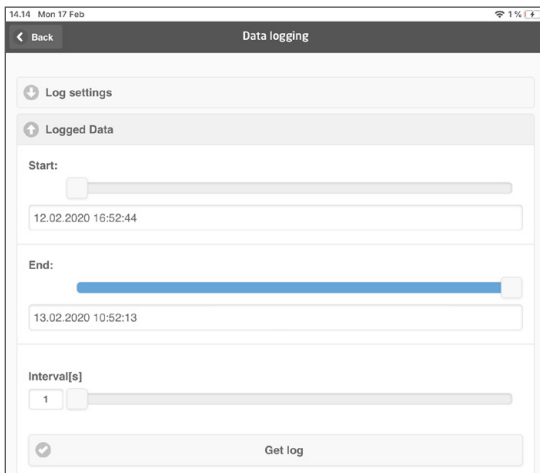 14.14 Mon 17 Feb 1%
Back Data logging
Log settings
Logged Data
Start:
12.02.2020 16:52:44
End:
13.02.2020 10:52:13
Interval[s]
1
Get log